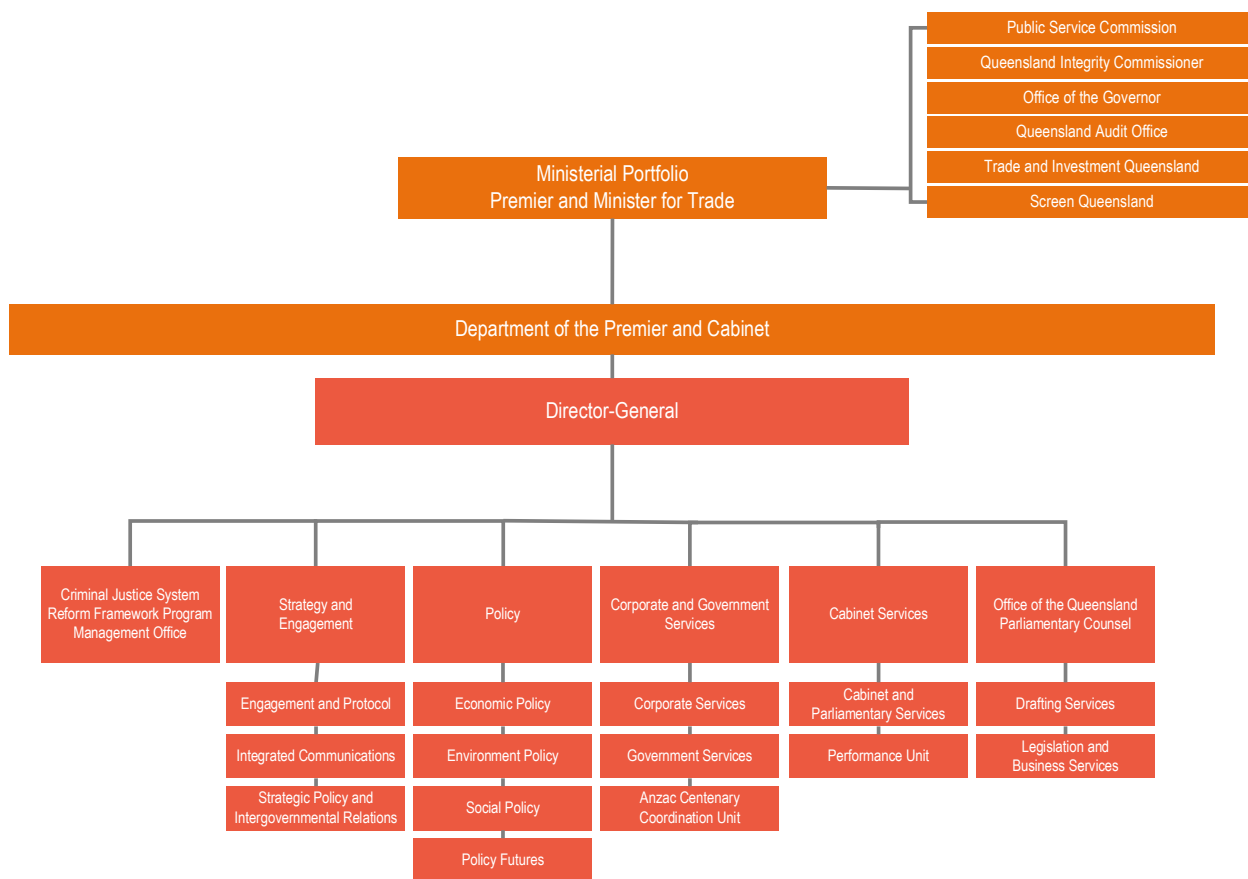 Public Service Commission
Queensland Integrity Commissioner
Office of the Governor
Queensland Audit Office
Trade and Investment Queensland
Screen Queensland
Ministerial Portfolio
Premier and Minister for Trade
Department of the Premier and Cabinet
Director-General
Criminal Justice System
Reform Framework Program
Management Office
Strategy and
Engagement
Policy
Corporate and Government
Services
Cabinet Services
Office of the Queensland
Parliamentary Counsel
Engagement and Protocol
Integrated Communications
Strategic Policy and
Intergovernmental Relations
Economic Policy
Environment Policy
Social Policy
Policy Futures
Corporate Services
Government Services
Anzac Centenary
Coordination Unit
Cabinet and
Parliamentary Services
Performance Unit
Drafting Services
Legislation and
Business Services